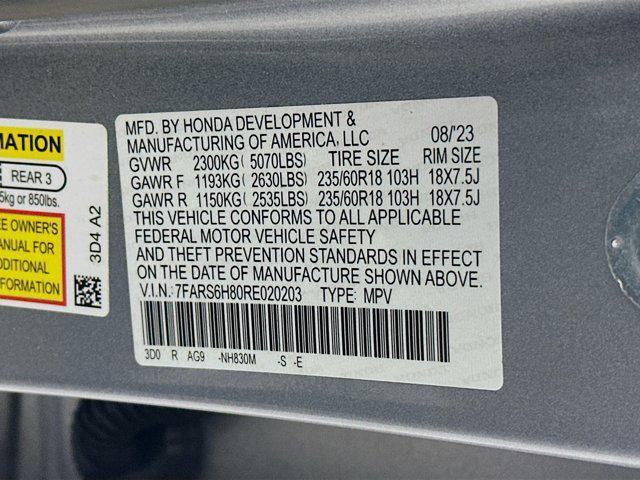 MATION
REAR 3
5kg or 850lbs.
E OWNER'S
ANUAL FOR
DDITIONAL
FORMATION
3D4 A2
MFD. BY HONDA DEVELOPMENT &
MANUFACTURING OF AMERICA, LLC 08/'23
GVWR 2300KG ( 5070LBS) TIRE SIZE RIM SIZE
GAWR F 1193KG ( 2630LBS) 235/60R18 103H 18X7.5J
GAWR R 1150KG ( 2535LBS) 235/60R18 103H 18X7.5J
THIS VEHICLE CONFORMS TO ALL APPLICABLE
FEDERAL MOTOR VEHICLE SAFETY
AND THEFT PREVENTION STANDARDS IN EFFECT
ON THE DATE OF MANUFACTURE SHOWN ABOVE.
V.I.N.:7FARS6H80RE020203 TYPE: MPV
3D0 R AG9 -NH830M -S -E